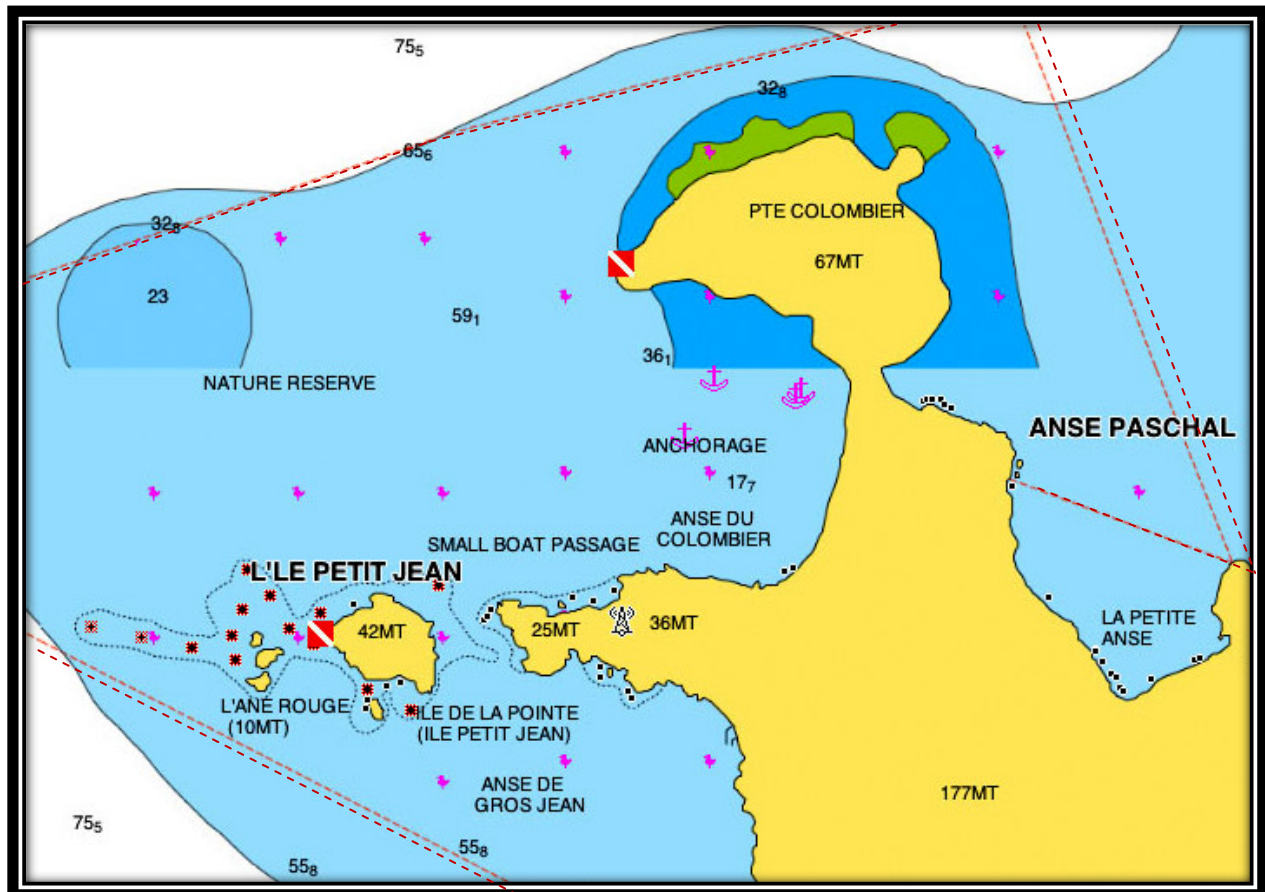 75₅
32₈
65₆
PTE COLOMBIER
32₈
67MT
23
59₁
36₁
NATURE RESERVE
ANSE PASCHAL
ANCHORAGE
17₇
ANSE DU
COLOMBIER
SMALL BOAT PASSAGE
L'LE PETIT JEAN
42MT
25MT
36MT
LA PETITE
ANSE
L'ANE ROUGE
(10MT)
ILE DE LA POINTE
(ILE PETIT JEAN)
ANSE DE
GROS JEAN
177MT
75₅
55₈
55₈